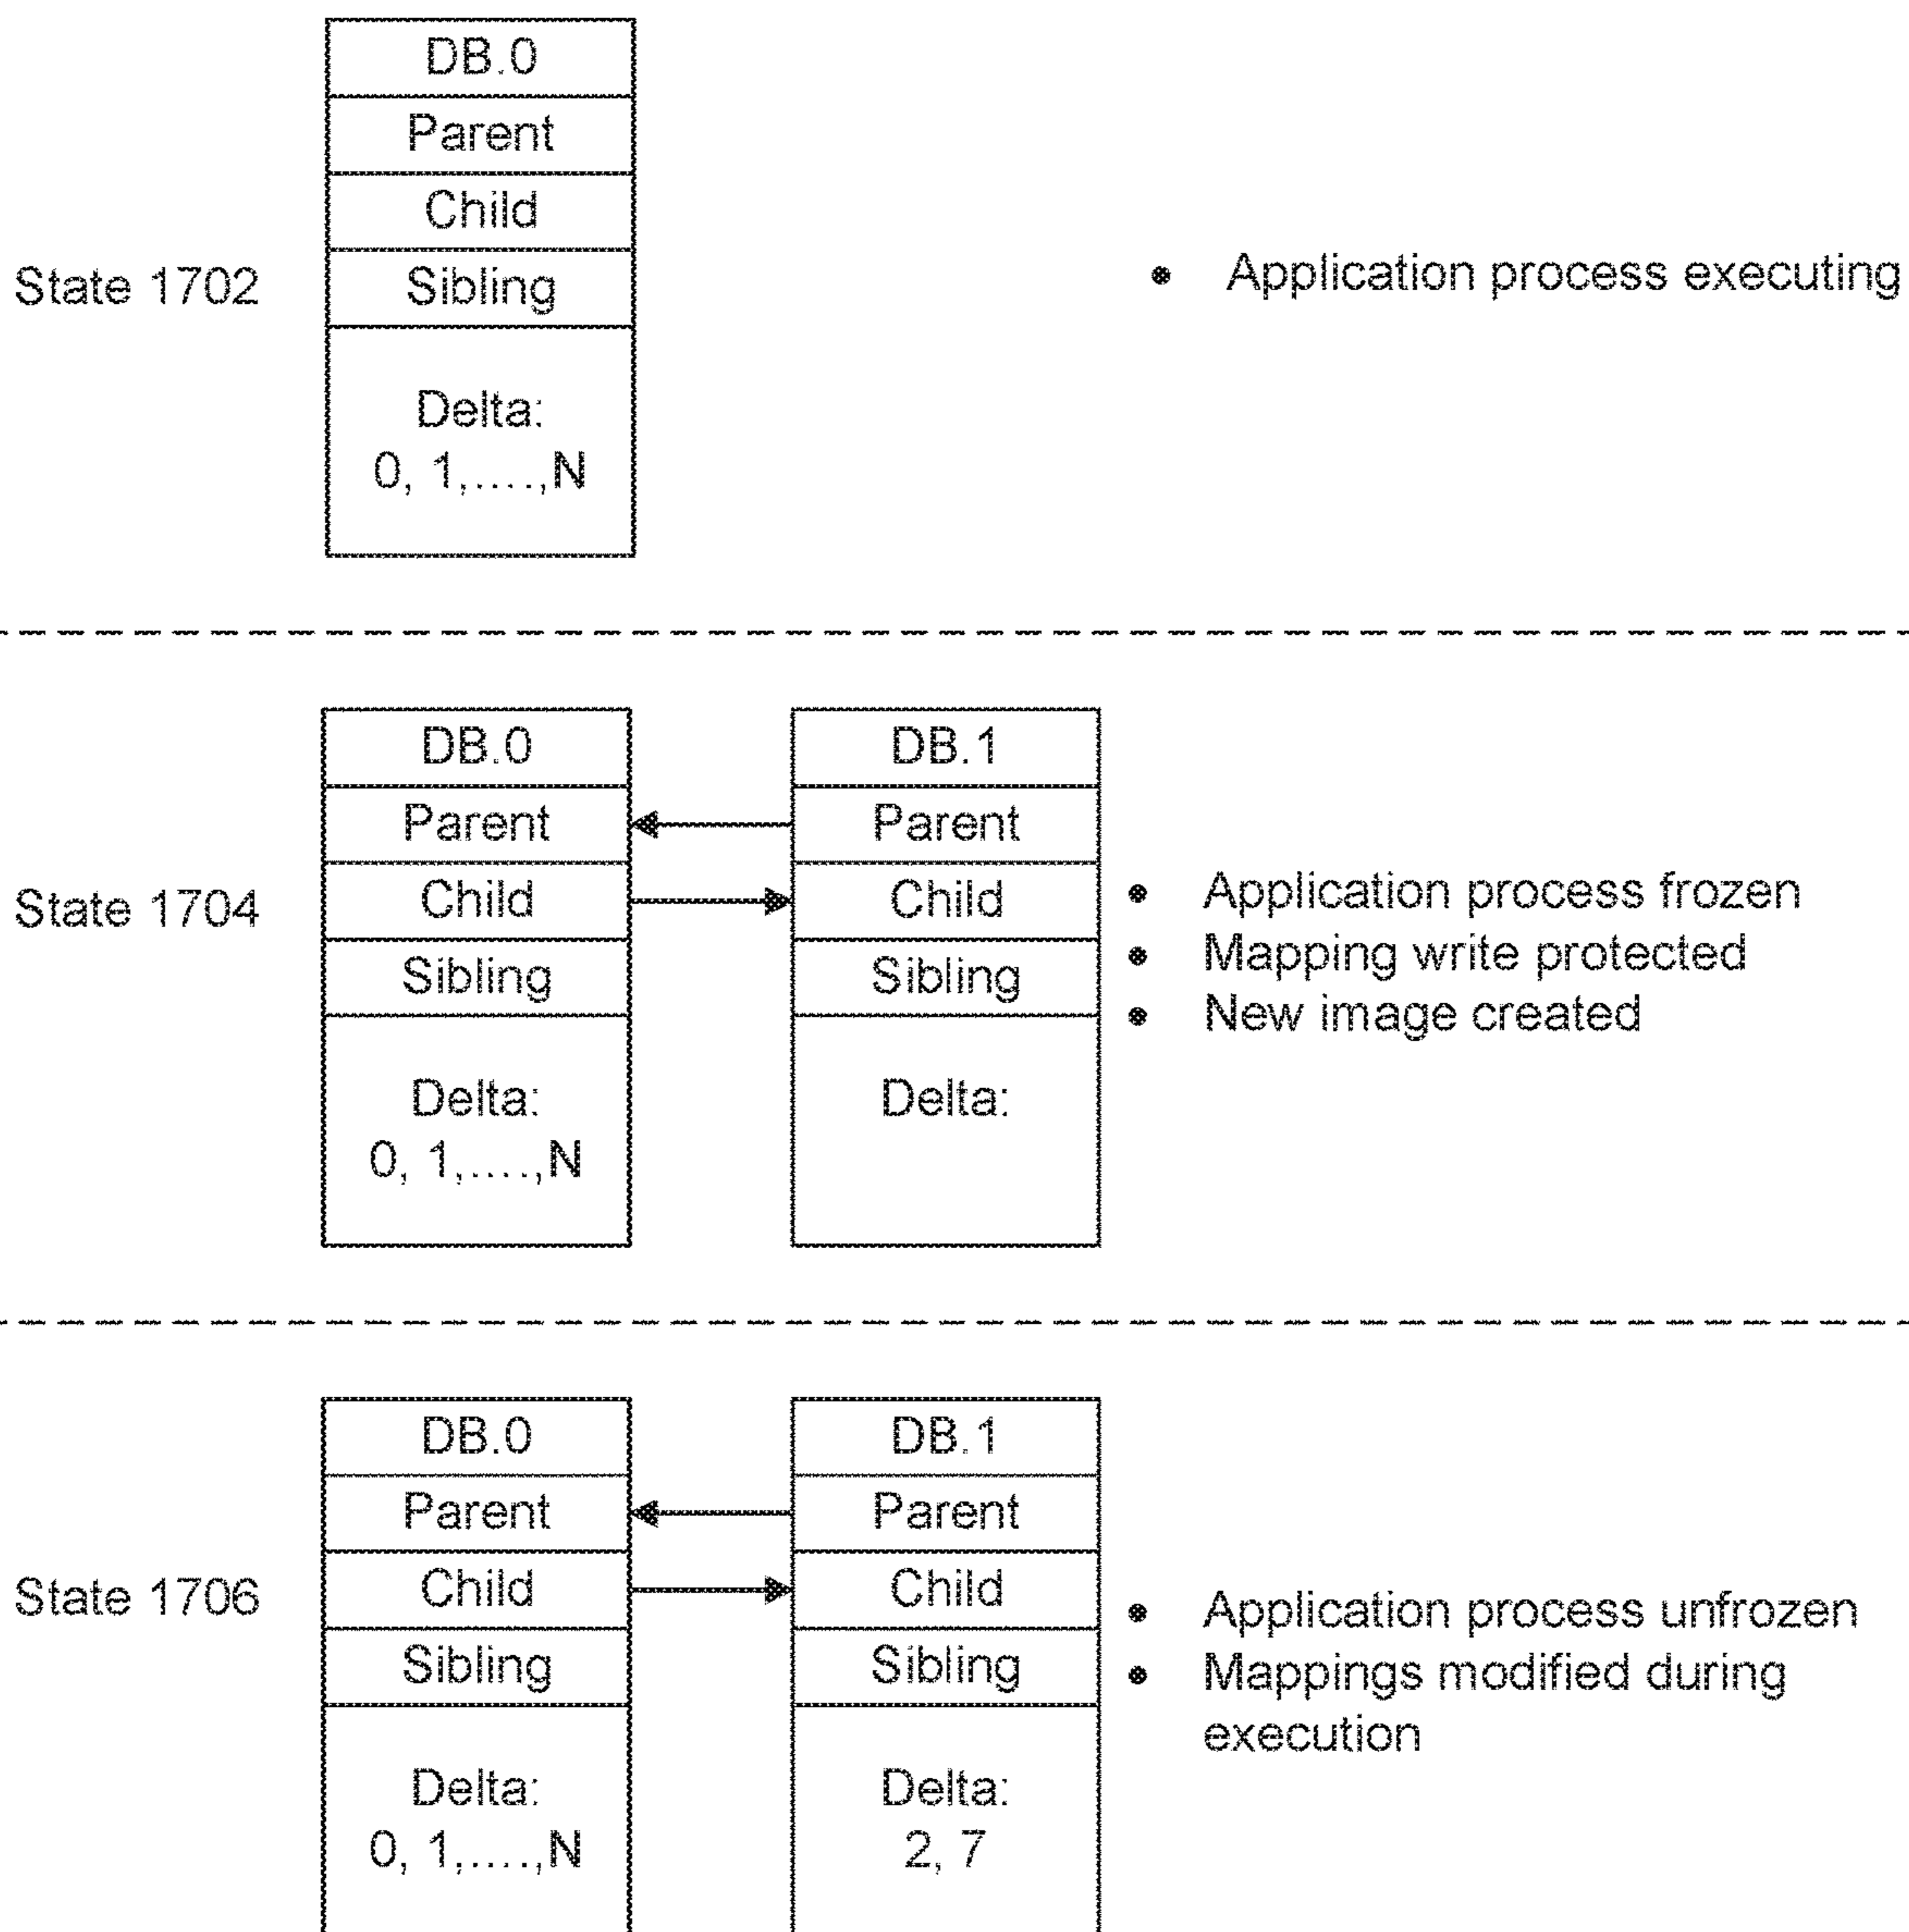 DB.0
Parent
Child
State 1702
Sibling
• Application process executing
Delta:
0, 1,....,N
DB.0
DB.1
Parent
Parent
State 1704
Child
Child
Sibling
Sibling
• Application process frozen
• Mapping write protected
• New image created
Delta:
0, 1,....,N
Delta:
DB.0
DB.1
Parent
Parent
State 1706
Child
Child
Sibling
Sibling
• Application process unfrozen
• Mappings modified during
execution
Delta:
0, 1,....,N
Delta:
2, 7